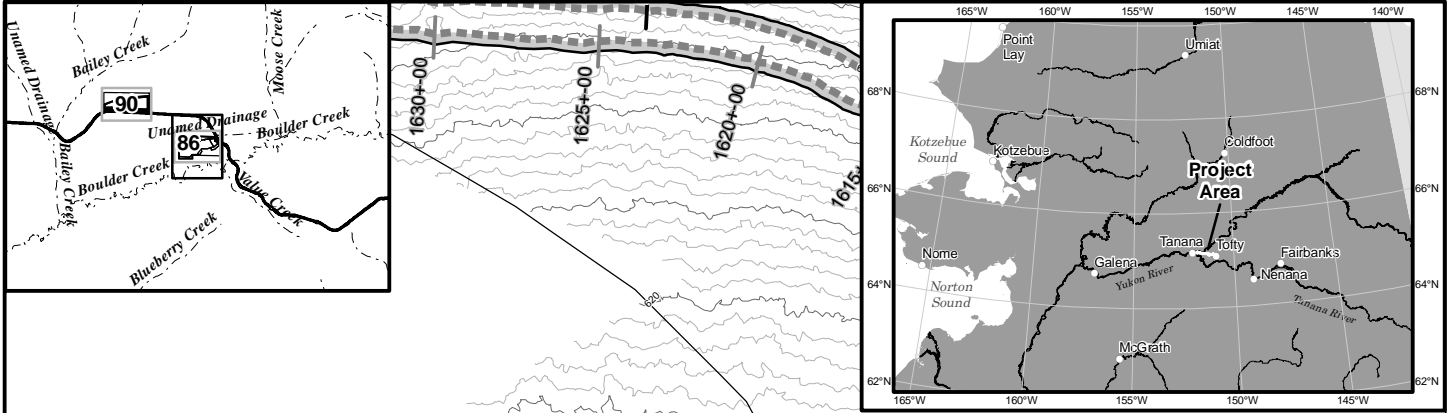 Unamed Drainag
Bailey Creek
Moose Creek
90
Unamed Drainage
Boulder Creek
86
Bailey Creek
Boulder Creek
Value Creek
Blueberry Creek
1630+-00
1625+-00
1620+-00
1615+
620
165°W
160°W
155°W
150°W
145°W
140°W
Point
Lay
Umiat
68°N
68°N
Kotzebue
Sound
Kotzebue
Coldfoot
Project
Area
66°N
66°N
Nome
Tanana
Tofty
Galena
Fairbanks
Yukon River
Nenana
64°N
64°N
Norton
Sound
Tanana River
McGrath
62°N
62°N
165°W
160°W
155°W
150°W
145°W